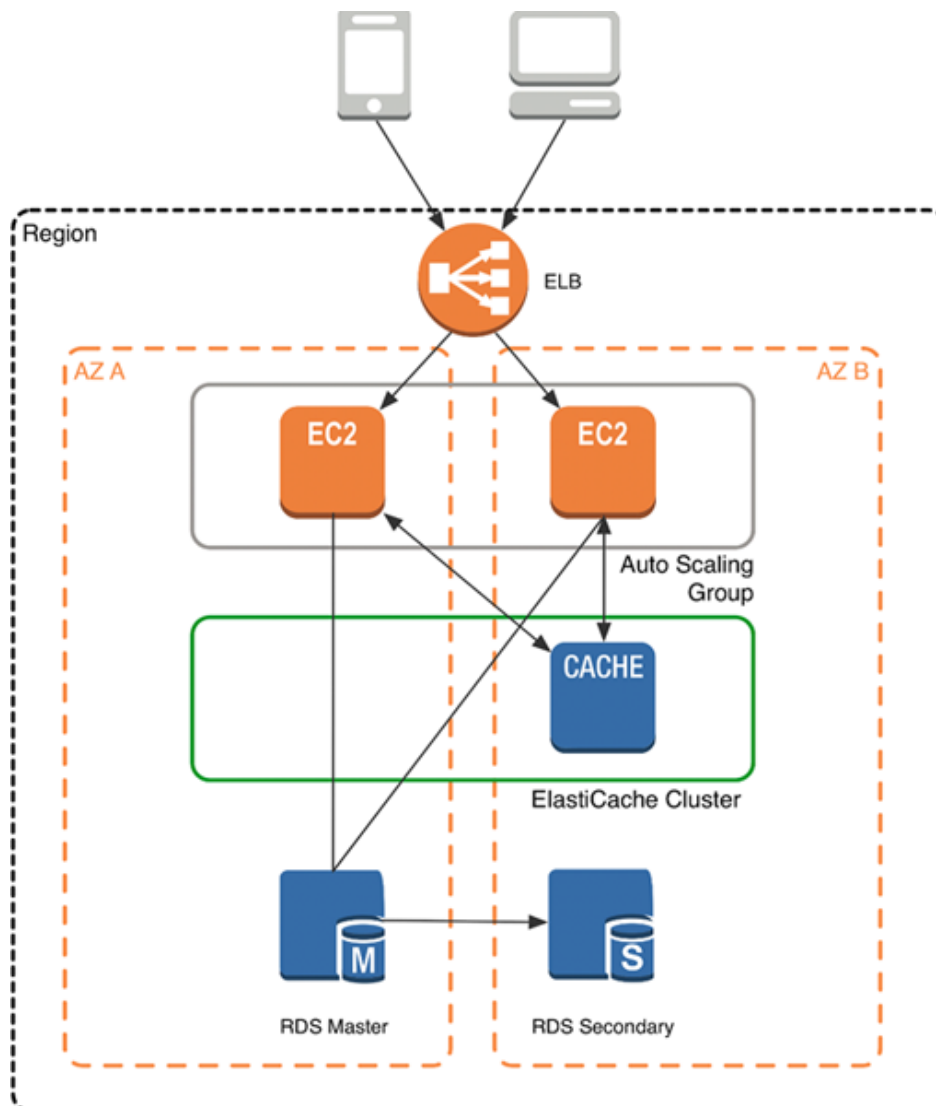 Region
ELB
AZ A
AZ B
EC2
EC2
Auto Scaling
Group
CACHE
ElastiCache Cluster
M
S
RDS Master
RDS Secondary